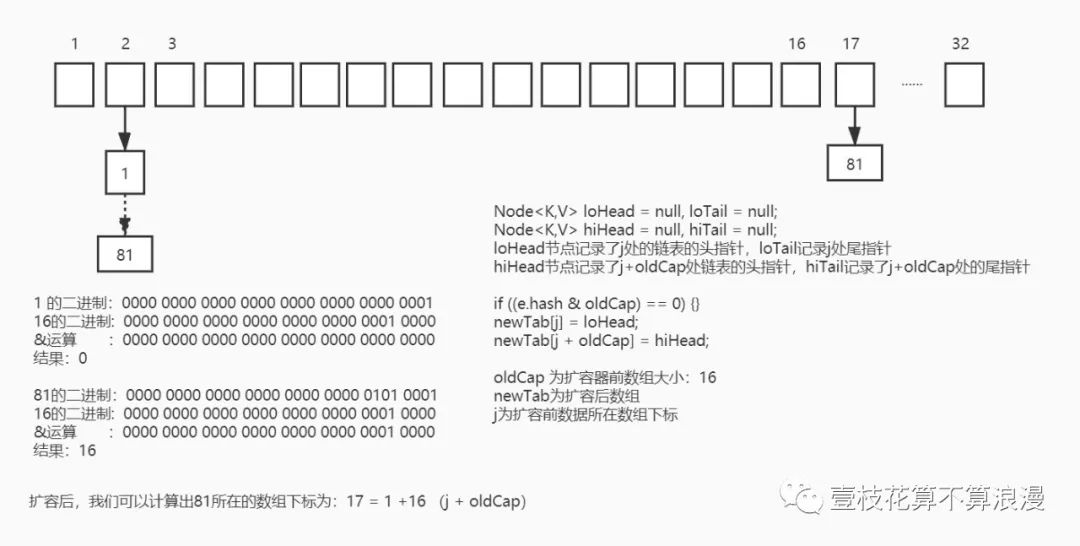 1 2 3 16 17 ...... 32
1
81
81
Node<K,V> loHead = null, loTail = null;
Node<K,V> hiHead = null, hiTail = null;
loHead节点记录了j处的链表的头指针，loTail记录j处尾指针
hiHead节点记录了j+oldCap处链表的头指针，hiTail记录了j+oldCap处的尾指针
if ((e.hash & oldCap) == 0) {}
newTab[j] = loHead;
newTab[j + oldCap] = hiHead;
oldCap 为扩容器前数组大小：16
newTab为扩容后数组
j为扩容前数据所在数组下标
1 的二进制：0000 0000 0000 0000 0000 0000 0000 0001
16的二进制：0000 0000 0000 0000 0000 0000 0001 0000
&运算 ：0000 0000 0000 0000 0000 0000 0000 0000
结果：0
81的二进制：0000 0000 0000 0000 0000 0000 0101 0001
16的二进制：0000 0000 0000 0000 0000 0000 0001 0000
&运算 ：0000 0000 0000 0000 0000 0000 0001 0000
结果：16
扩容后，我们可以计算出81所在的数组下标为：17 = 1 +16 （j + oldCap)
壹枝花算不算浪漫